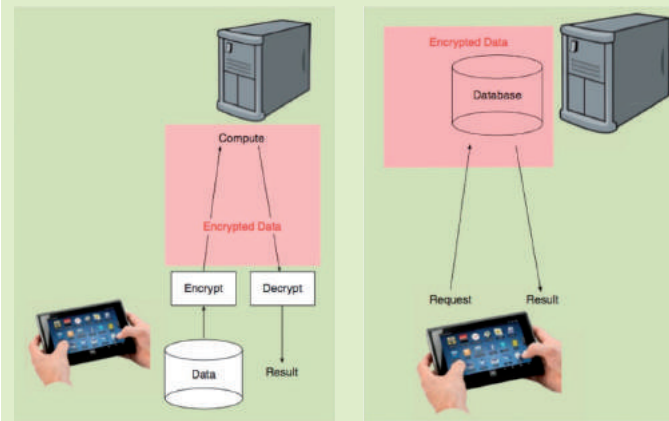 Compute
Encrypted Data
Encrypt
Decrypt
Data
Result
Encrypted Data
Database
Request
Result